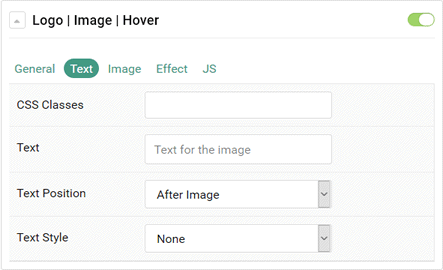 Logo | Image | Hover
General Text Image Effect JS
CSS Classes
Text Text for the image
Text Position After Image
Text Style None